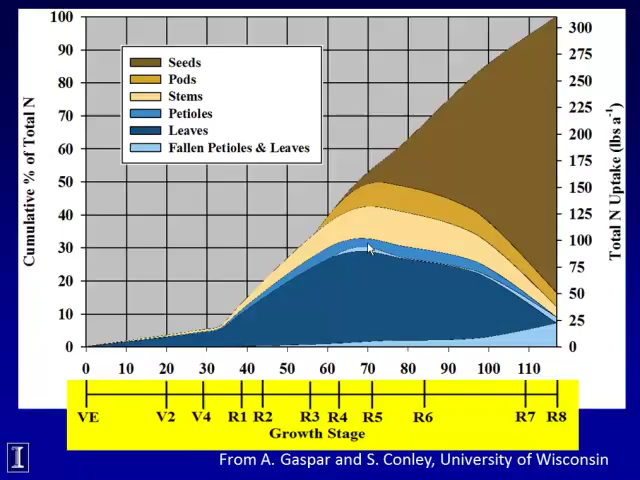 100
90
80
70
60
50
40
30
20
10
0
Cumulative % of Total N
Seeds
Pods
Stems
Petioles
Leaves
Fallen Petioles & Leaves
300
275
250
225
200
175
150
125
100
75
50
25
0
Total N Uptake (lbs a-1)
0 10 20 30 40 50 60 70 80 90 100 110
VE V2 V4 R1 R2 R3 R4 R5 R6 R7 R8
Growth Stage
I
From A. Gaspar and S. Conley, University of Wisconsin